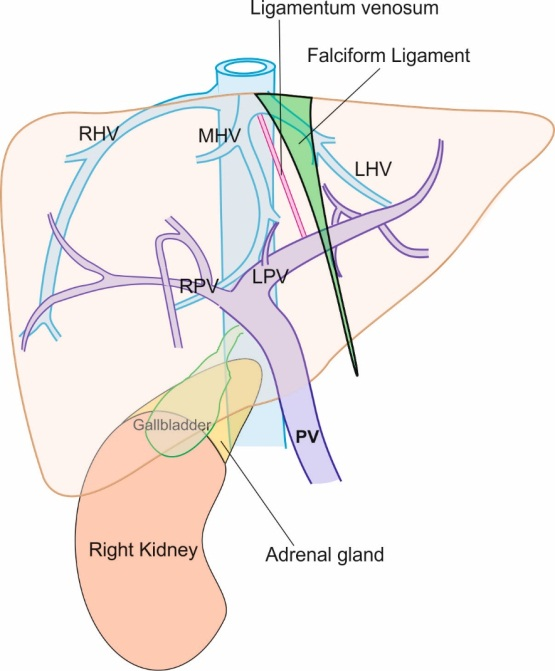 Ligamentum venosum
Falciform Ligament
RHV
MHV
LHV
RPV
LPV
Gallbladder
PV
Right Kidney
Adrenal gland